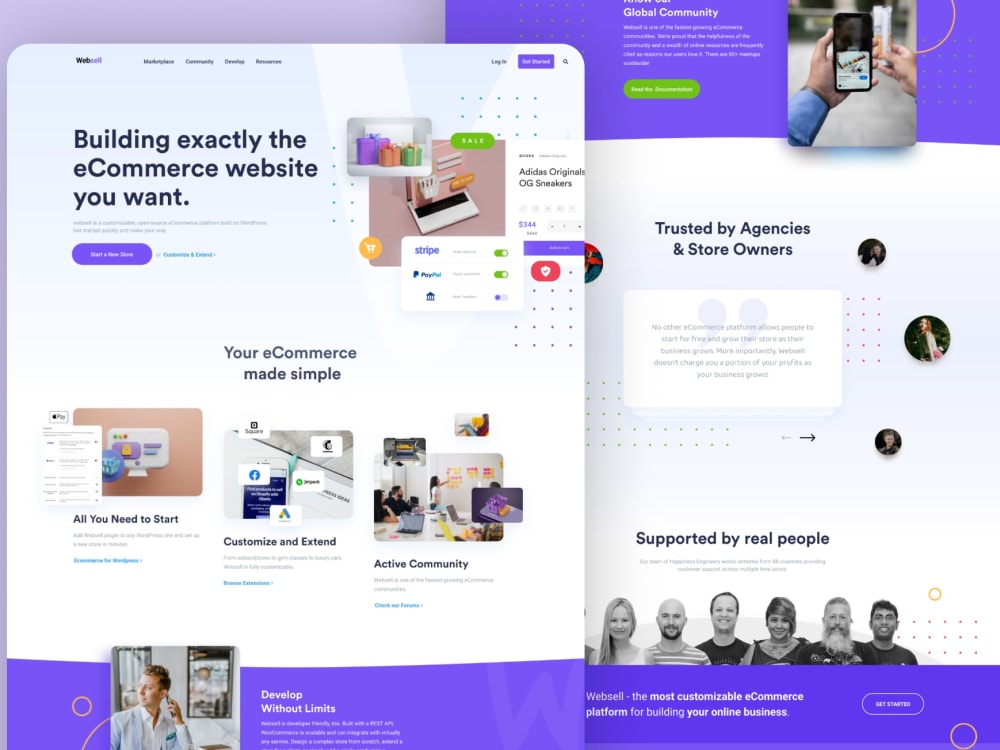 Websell
Marketplace Community Develop Resources
Log In
Get Started
Building exactly the
eCommerce website
you want.
websell is a customizable, open-source eCommerce platform built on WordPress.
Get started quickly and make your way.
Start a New Store
or Customize & Extend ›
SALE
SHOES Adidas Originals
Adidas Originals
OG Sneakers
$344
- 1 +
Add to cart
stripe
PayPal
Your eCommerce
made simple
Pay
All You Need to Start
Add Websell plugin to any WordPress site and set up
a new store in minutes.
Ecommerce for Wordpress ›
Square
Jetpack
Customize and Extend
From subscriptions to gym classes to luxury cars,
Websell is fully customizable.
Browse Extensions ›
Active Community
Websell is one of the fastest-growing eCommerce
communities.
Check our Forums ›
Develop
Without Limits
Websell is developer friendly, too. Built with a REST API,
WooCommerce is scalable and can integrate with virtually
any service. Design a complex store from scratch, extend a
Global Community
Websell is one of the fastest-growing eCommerce
communities. We're proud that the helpfulness of the
community and a wealth of online resources are frequently
cited as reasons our users love it. There are 80+ meetups
worldwide!
Read the Documentation
Trusted by Agencies
& Store Owners
No other eCommerce platform allows people to
start for free and grow their store as their
business grows. More importantly, Websell
doesn't charge you a portion of your profits as
your business grows!
Supported by real people
Our team of Happiness Engineers works remotely from 58 countries providing
customer support across multiple time zones.
Websell - the most customizable eCommerce
platform for building your online business.
GET STARTED